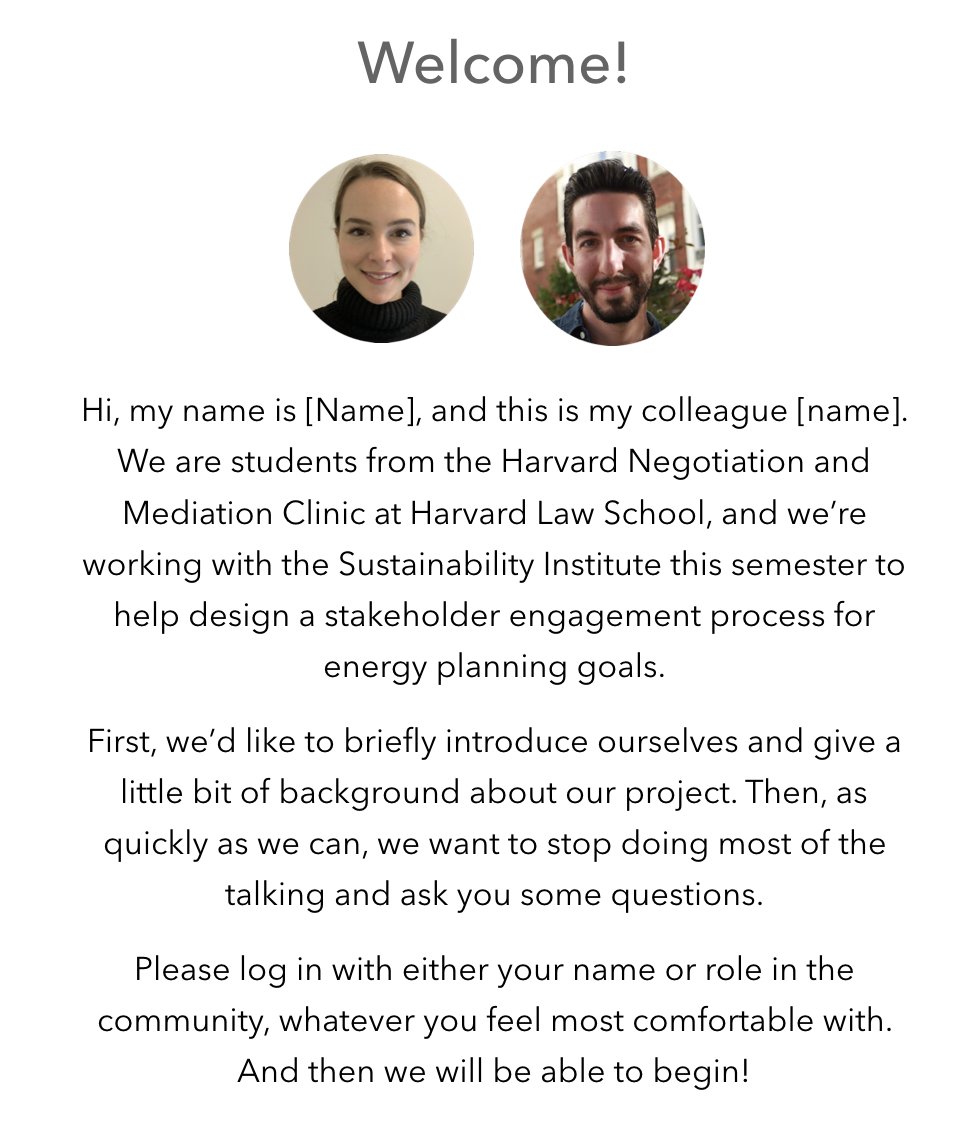 Welcome!
Hi, my name is [Name], and this is my colleague [name].
We are students from the Harvard Negotiation and
Mediation Clinic at Harvard Law School, and we’re
working with the Sustainability Institute this semester to
help design a stakeholder engagement process for
energy planning goals.
First, we’d like to briefly introduce ourselves and give a
little bit of background about our project. Then, as
quickly as we can, we want to stop doing most of the
talking and ask you some questions.
Please log in with either your name or role in the
community, whatever you feel most comfortable with.
And then we will be able to begin!